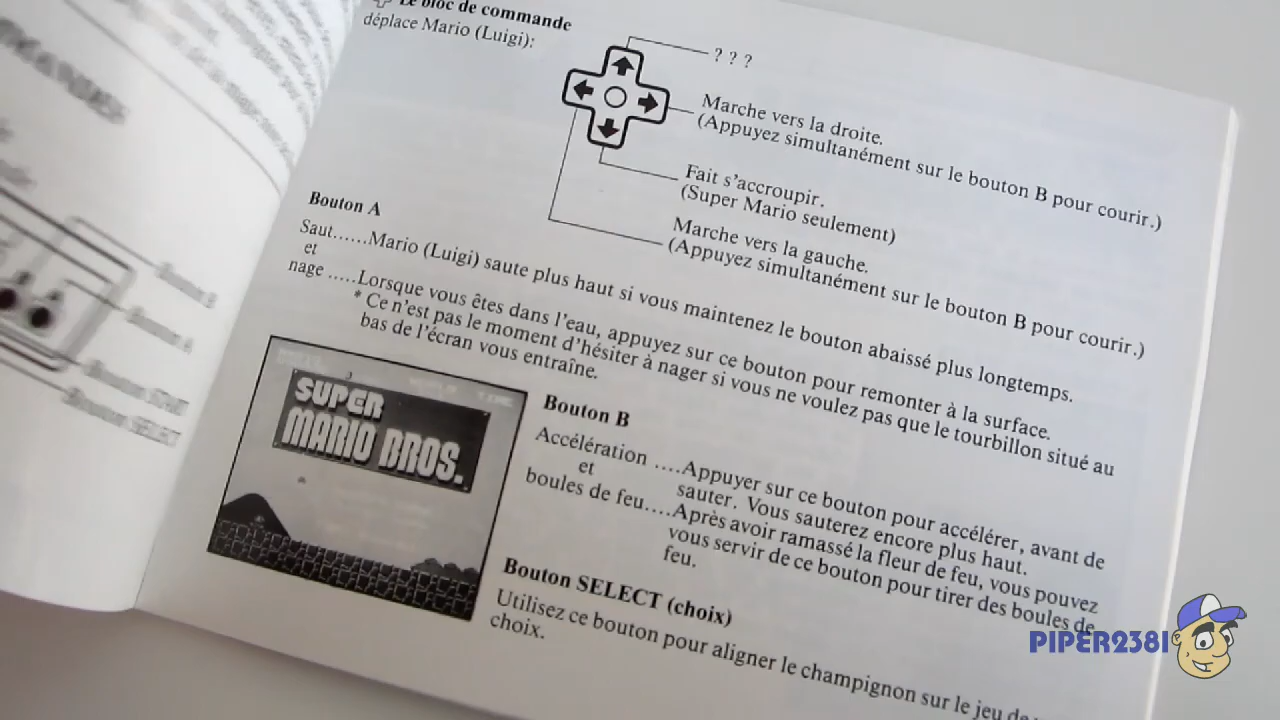 Le bloc de commande
déplace Mario (Luigi):
? ? ?
Marche vers la droite.
(Appuyez simultanément sur le bouton B pour courir.)
Fait s'accroupir.
(Super Mario seulement)
Marche vers la gauche.
(Appuyez simultanément sur le bouton B pour courir.)
Bouton A
Saut......Mario (Luigi) saute plus haut si vous maintenez le bouton abaissé plus longtemps.
et
nage .....Lorsque vous êtes dans l'eau, appuyez sur ce bouton pour remonter à la surface.
* Ce n'est pas le moment d'hésiter à nager si vous ne voulez pas que le tourbillon situé au
bas de l'écran vous entraîne.
SUPER
MARIO BROS.
Bouton B
Accélération ....Appuyer sur ce bouton pour accélérer, avant de
et
sauter. Vous sauterez encore plus haut.
boules de feu....Après avoir ramassé la fleur de feu, vous pouvez
vous servir de ce bouton pour tirer des boules de
feu.
Bouton SELECT (choix)
Utilisez ce bouton pour aligner le champignon sur le jeu de
choix.
Bouton B
Bouton A
Bouton START
Bouton SELECT
PIPER2381